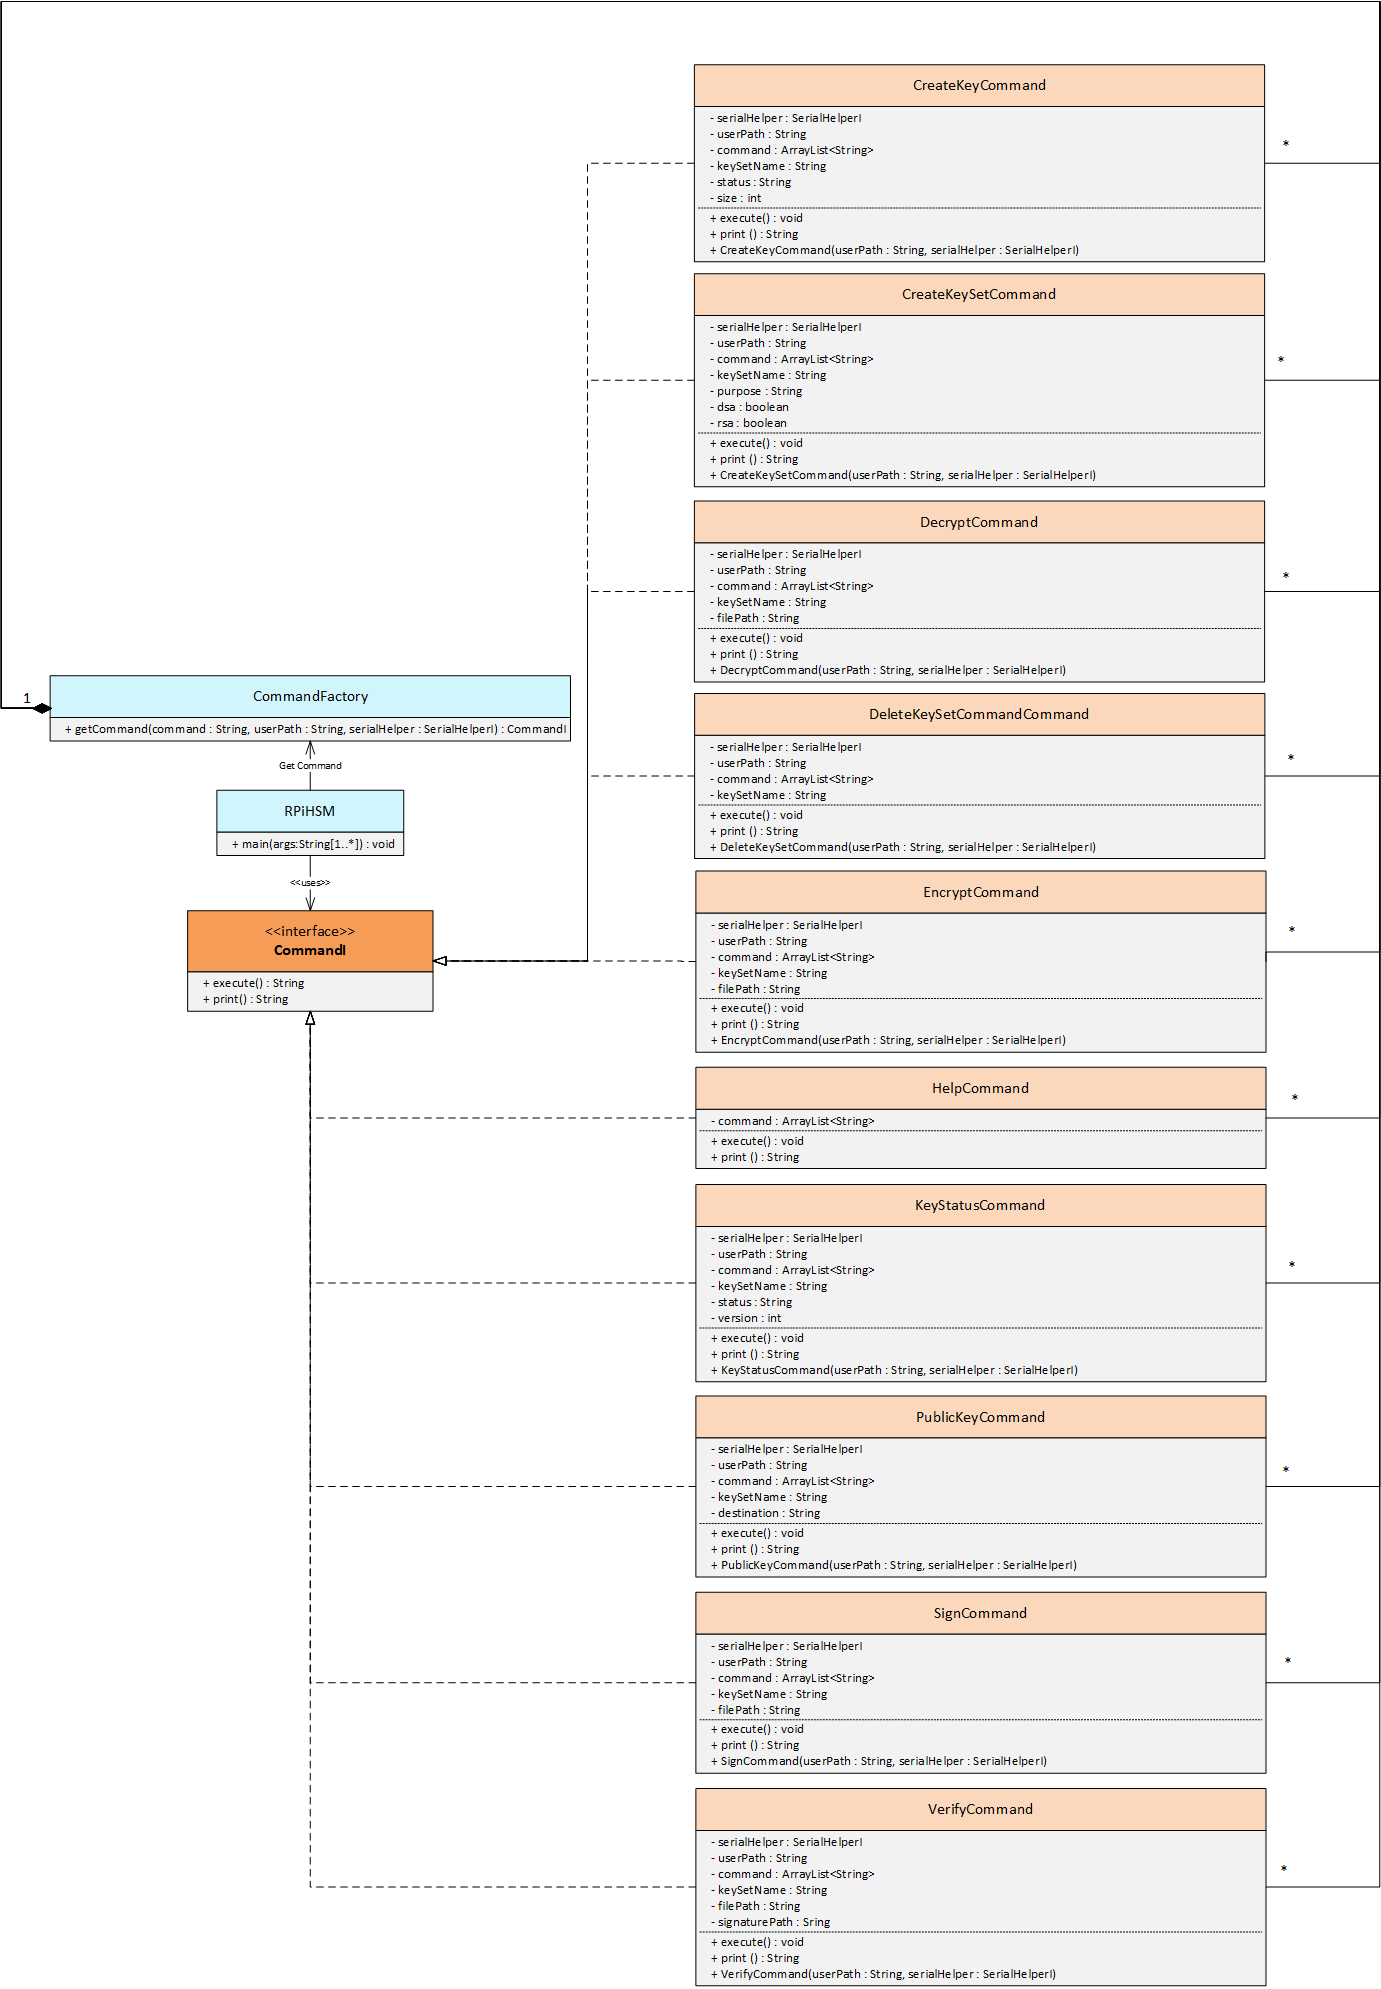 CreateKeyCommand
- serialHelper : SerialHelperI
- userPath : String
- command : ArrayList<String>
- keySetName : String
- status : String
- size : int
+ execute() : void
+ print () : String
+ CreateKeyCommand(userPath : String, serialHelper : SerialHelperI)
*
CreateKeySetCommand
- serialHelper : SerialHelperI
- userPath : String
- command : ArrayList<String>
- keySetName : String
- purpose : String
- dsa : boolean
- rsa : boolean
+ execute() : void
+ print () : String
+ CreateKeySetCommand(userPath : String, serialHelper : SerialHelperI)
*
DecryptCommand
- serialHelper : SerialHelperI
- userPath : String
- command : ArrayList<String>
- keySetName : String
- filePath : String
+ execute() : void
+ print () : String
+ DecryptCommand(userPath : String, serialHelper : SerialHelperI)
*
1
CommandFactory
+ getCommand(command : String, userPath : String, serialHelper : SerialHelperI) : CommandI
Get Command
RPiHSM
+ main(args:String[1..*]) : void
<<uses>>
<<interface>>
CommandI
+ execute() : String
+ print() : String
DeleteKeySetCommandCommand
- serialHelper : SerialHelperI
- userPath : String
- command : ArrayList<String>
- keySetName : String
+ execute() : void
+ print () : String
+ DeleteKeySetCommand(userPath : String, serialHelper : SerialHelperI)
*
EncryptCommand
- serialHelper : SerialHelperI
- userPath : String
- command : ArrayList<String>
- keySetName : String
- filePath : String
+ execute() : void
+ print () : String
+ EncryptCommand(userPath : String, serialHelper : SerialHelperI)
*
HelpCommand
- command : ArrayList<String>
+ execute() : void
+ print () : String
*
KeyStatusCommand
- serialHelper : SerialHelperI
- userPath : String
- command : ArrayList<String>
- keySetName : String
- status : String
- version : int
+ execute() : void
+ print () : String
+ KeyStatusCommand(userPath : String, serialHelper : SerialHelperI)
*
PublicKeyCommand
- serialHelper : SerialHelperI
- userPath : String
- command : ArrayList<String>
- keySetName : String
- destination : String
+ execute() : void
+ print () : String
+ PublicKeyCommand(userPath : String, serialHelper : SerialHelperI)
*
SignCommand
- serialHelper : SerialHelperI
- userPath : String
- command : ArrayList<String>
- keySetName : String
- filePath : String
+ execute() : void
+ print () : String
+ SignCommand(userPath : String, serialHelper : SerialHelperI)
*
VerifyCommand
- serialHelper : SerialHelperI
- userPath : String
- command : ArrayList<String>
- keySetName : String
- filePath : String
- signaturePath : Sring
+ execute() : void
+ print () : String
+ VerifyCommand(userPath : String, serialHelper : SerialHelperI)
*